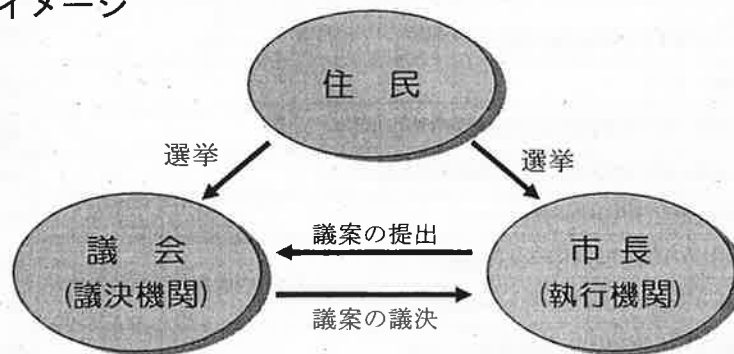 イメージ
住 民
選挙
選挙
議 会
(議決機関)
議案の提出
議案の議決
市 長
(執行機関)